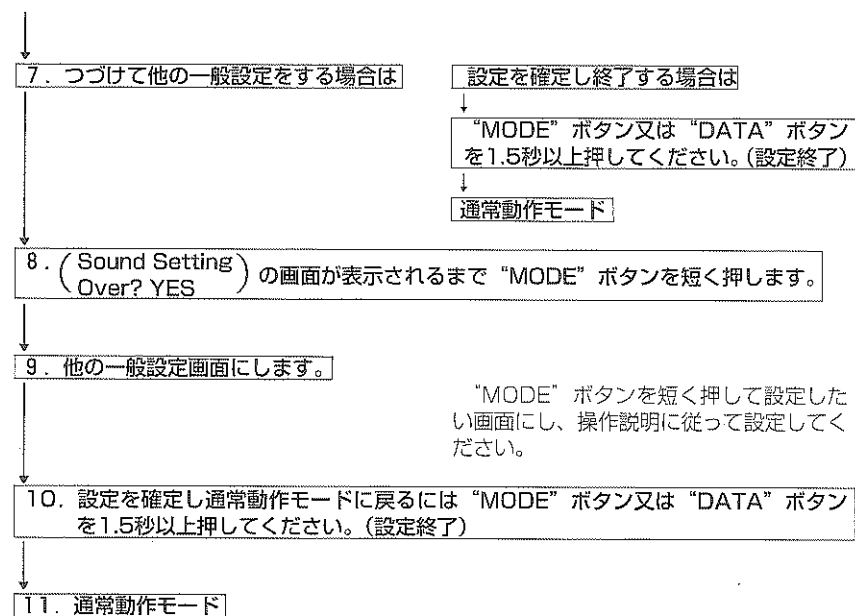 7．つづけて他の一般設定をする場合は
設定を確定し終了する場合は
“MODE”ボタン又は“DATA”ボタン
を1.5秒以上押してください。（設定終了）
通常動作モード
8．(Sound Setting
Over? YES) の画面が表示されるまで“MODE”ボタンを短く押します。
9．他の一般設定画面にします。
“MODE”ボタンを短く押して設定した
い画面にし、操作説明に従って設定してく
ださい。
10．設定を確定し通常動作モードに戻るには“MODE”ボタン又は“DATA”ボタン
を1.5秒以上押してください。（設定終了）
11．通常動作モード